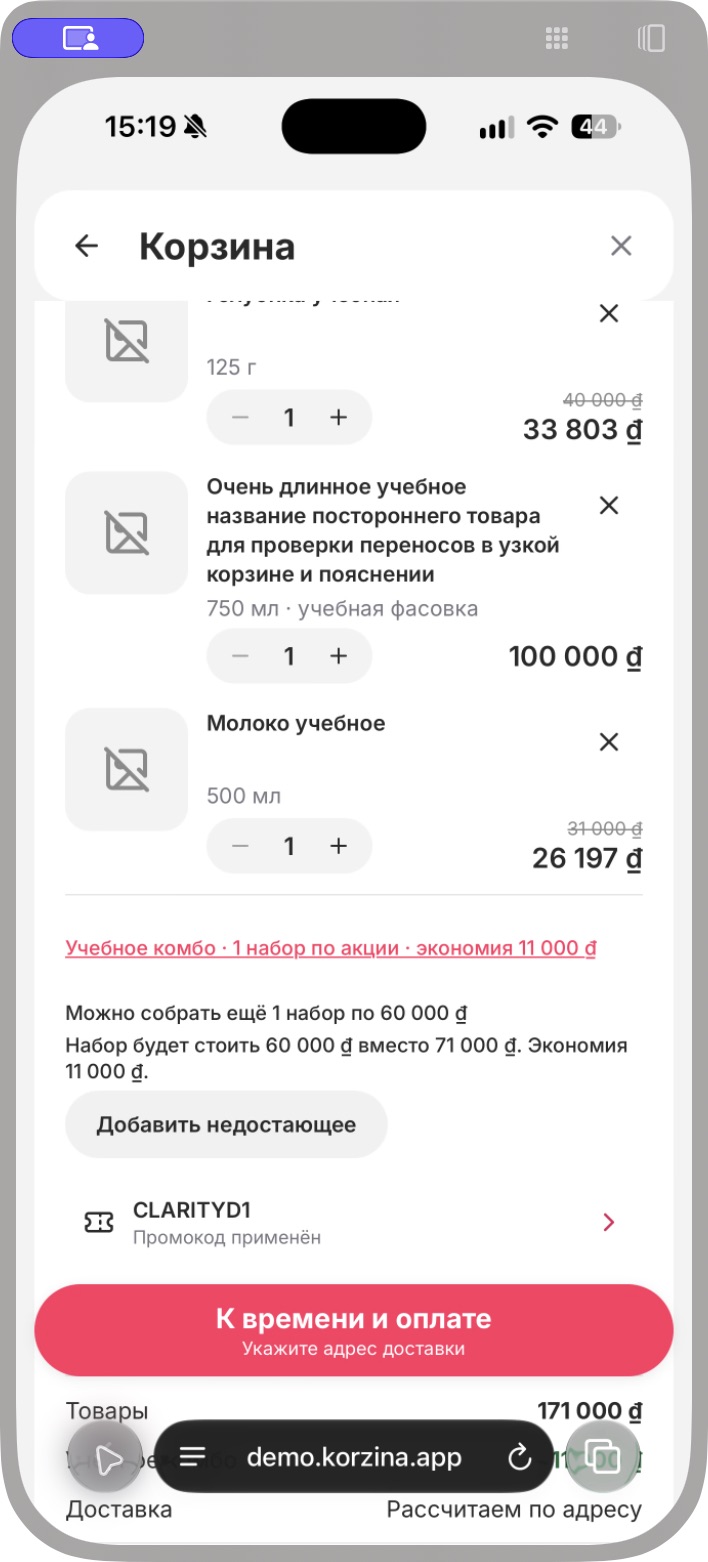 15:19
44
Корзина
125 г
40 000 ₫
1
33 803 ₫
Очень длинное учебное
название постороннего товара
для проверки переносов в узкой
корзине и пояснении
750 мл · учебная фасовка
1
100 000 ₫
Молоко учебное
500 мл
31 000 ₫
1
26 197 ₫
Учебное комбо · 1 набор по акции · экономия 11 000 ₫
Можно собрать ещё 1 набор по 60 000 ₫
Набор будет стоить 60 000 ₫ вместо 71 000 ₫. Экономия
11 000 ₫.
Добавить недостающее
CLARITYD1
Промокод применён
К времени и оплате
Укажите адрес доставки
Товары
171 000 ₫
demo.korzina.app
Доставка
Рассчитаем по адресу